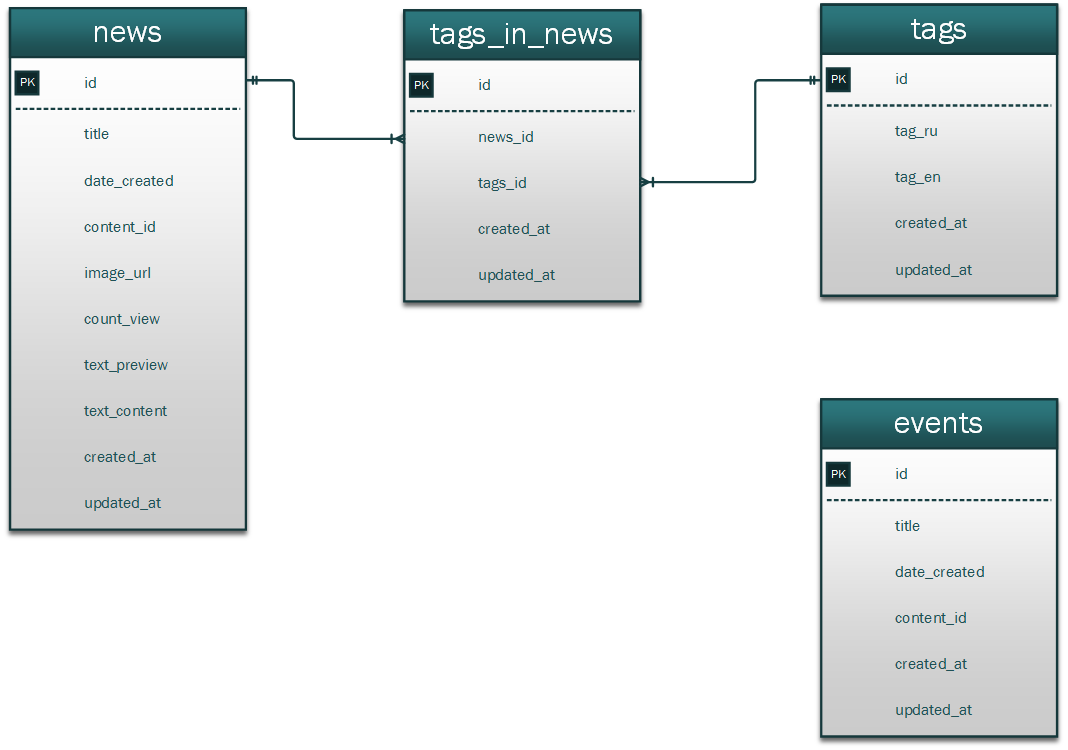 news
PK
id
title
date_created
content_id
image_url
count_view
text_preview
text_content
created_at
updated_at
tags_in_news
PK
id
news_id
tags_id
created_at
updated_at
tags
PK
id
tag_ru
tag_en
created_at
updated_at
events
PK
id
title
date_created
content_id
created_at
updated_at